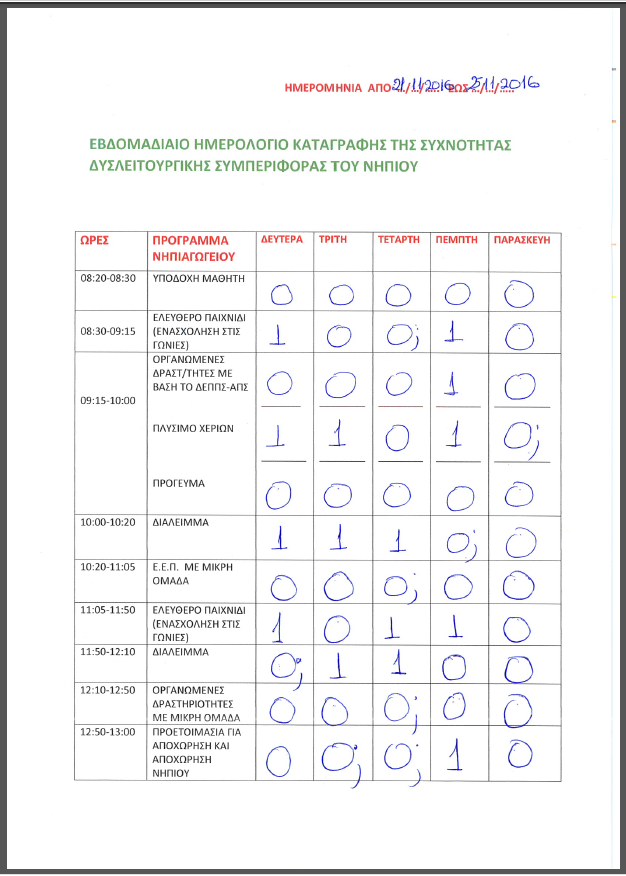 ΗΜΕΡΟΜΗΝΙΑ ΑΠΟ 21/11/2016 ΕΩΣ 25/11/2016
ΕΒΔΟΜΑΔΙΑΙΟ ΗΜΕΡΟΛΟΓΙΟ ΚΑΤΑΓΡΑΦΗΣ ΤΗΣ ΣΥΧΝΟΤΗΤΑΣ
ΔΥΣΛΕΙΤΟΥΡΓΙΚΗΣ ΣΥΜΠΕΡΙΦΟΡΑΣ ΤΟΥ ΝΗΠΙΟΥ
ΩΡΕΣ ΠΡΟΓΡΑΜΜΑ ΔΕΥΤΕΡΑ ΤΡΙΤΗ ΤΕΤΑΡΤΗ ΠΕΜΠΤΗ ΠΑΡΑΣΚΕΥΗ
ΝΗΠΙΑΓΩΓΕΙΟΥ
08:20-08:30 ΥΠΟΔΟΧΗ ΜΑΘΗΤΗ
0 0 0 0 0
ΕΛΕΥΘΕΡΟ ΠΑΙΧΝΙΔΙ
08:30-09:15 (ΕΝΑΣΧΟΛΗΣΗ ΣΤΙΣ 1 0 0; 1 0
ΓΩΝΙΕΣ)
ΟΡΓΑΝΩΜΕΝΕΣ
ΔΡΑΣΤ/ΤΗΤΕΣ ΜΕ
ΒΑΣΗ ΤΟ ΔΕΠΠΣ-ΑΠΣ 0 0 0 1 0
09:15-10:00
ΠΛΥΣΙΜΟ ΧΕΡΙΩΝ 1 1 0 1 0;
ΠΡΟΓΕΥΜΑ 0 0 0 0 0
10:00-10:20 ΔΙΑΛΕΙΜΜΑ
1 1 1 0; 0
10:20-11:05 Ε.Ε.Π. ΜΕ ΜΙΚΡΗ
ΟΜΑΔΑ 0 0 0; 0 0
11:05-11:50 ΕΛΕΥΘΕΡΟ ΠΑΙΧΝΙΔΙ
(ΕΝΑΣΧΟΛΗΣΗ ΣΤΙΣ 1 0 1 1 0
ΓΩΝΙΕΣ)
11:50-12:10 ΔΙΑΛΕΙΜΜΑ
0; 1 1 0 0
12:10-12:50 ΟΡΓΑΝΩΜΕΝΕΣ
ΔΡΑΣΤΗΡΙΟΤΗΤΕΣ 0 0 0; 0 0
ΜΕ ΜΙΚΡΗ ΟΜΑΔΑ
12:50-13:00 ΠΡΟΕΤΟΙΜΑΣΙΑ ΓΙΑ
ΑΠΟΧΩΡΗΣΗ ΚΑΙ
ΑΠΟΧΩΡΗΣΗ 0 0; 0; 1 0
ΝΗΠΙΟΥ